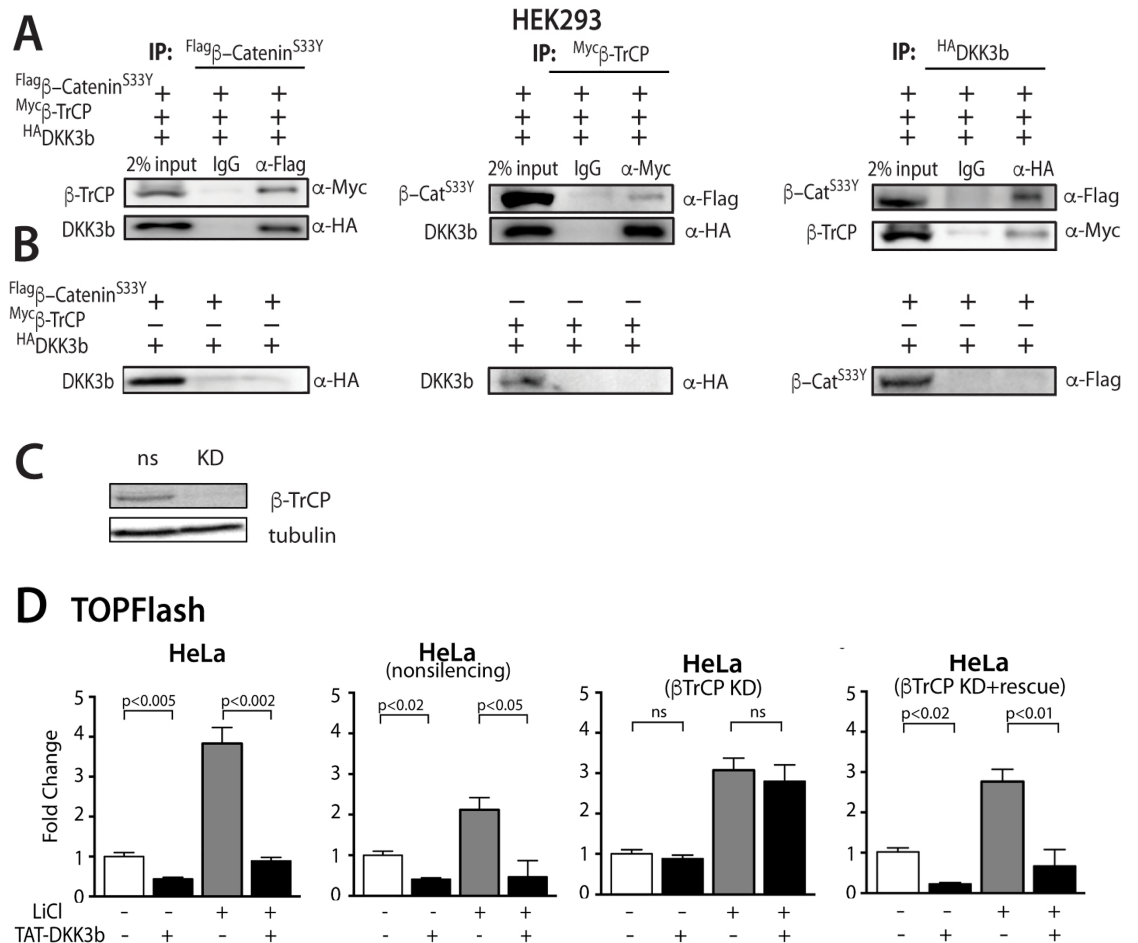 A
HEK293
IP: Flagβ–CateninS33Y
IP: Mycβ-TrCP
IP: HADKK3b
Flagβ–CateninS33Y + + + + + + + + +
Mycβ-TrCP + + + + + + + + +
HADKK3b + + + + + + + + +
2% input IgG α-Flag 2% input IgG α-Myc 2% input IgG α-HA
β-TrCP α-Myc β–CatS33Y α-Flag β–CatS33Y α-Flag
DKK3b α-HA DKK3b α-HA β-TrCP α-Myc
B
Flagβ–CateninS33Y + + + – – – + + +
Mycβ-TrCP – – – + + + – – –
HADKK3b + + + + + + + + +
DKK3b α-HA DKK3b α-HA β–CatS33Y α-Flag
C
ns KD
β-TrCP
tubulin
D TOPFlash
HeLa
HeLa
(nonsilencing)
HeLa
(βTrCP KD)
-
HeLa
(βTrCP KD+rescue)
p<0.005 p<0.002 p<0.02 p<0.05 ns ns p<0.02 p<0.01
Fold Change
5 5 5 5
4 4 4 4
3 3 3 3
2 2 2 2
1 1 1 1
0 0 0 0
LiCl - - + + - - + + - - + + - - + +
TAT-DKK3b - + - + - + - + - + - + - + - +